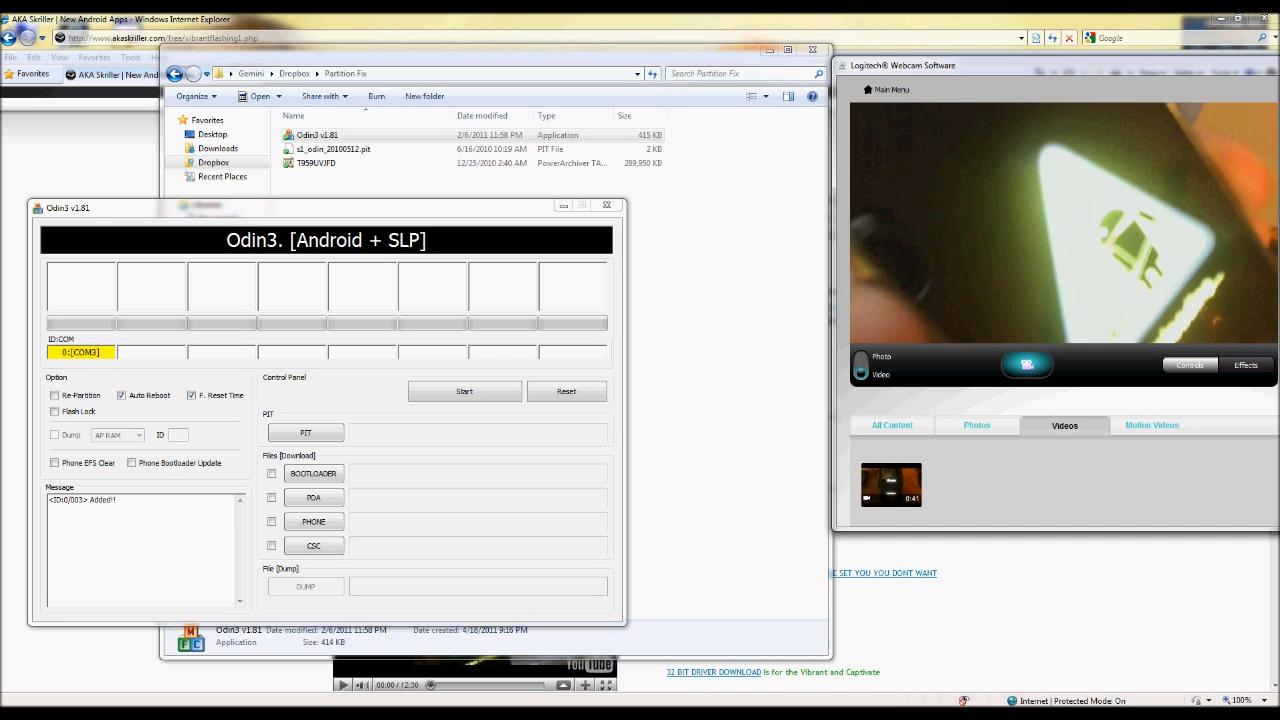 AKA Skriller | New Android Apps - Windows Internet Explorer
http://www.akaskriller.com/free/vibrantflashing1.php
Google
File Edit View Favorites Tools
Favorites AKA Skriller | New And
Gemini Dropbox Partition Fix
Search Partition Fix
Organize Open Share with Burn New folder
Name Date modified Type Size
Favorites
Desktop
Downloads
Dropbox
Recent Places
Odin3 v1.81 2/6/2011 11:58 PM Application 415 KB
s1_odin_20100512.pit 6/16/2010 10:19 AM PIT File 2 KB
T959UVJFD 12/25/2010 2:40 AM PowerArchiver TA... 289,950 KB
Odin3 v1.81
Odin3. [Android + SLP]
ID:COM
0:[COM3]
Option
Re-Partition Auto Reboot F. Reset Time
Flash Lock
Dump AP RAM ID
Phone EFS Clear Phone Bootloader Update
Message
<ID:0/003> Added!!
Control Panel
Start Reset
PIT
PIT
Files [Download]
BOOTLOADER
PDA
PHONE
CSC
File [Dump]
DUMP
Odin3 v1.81 Date modified: 2/6/2011 11:58 PM Date created: 4/18/2011 9:16 PM
Application Size: 414 KB
YouTube
00:00 / 12:30
Logitech® Webcam Software
Main Menu
Photo
Video
Controls Effects
All Content Photos Videos Motion Videos
0:41
E SET YOU YOU DONT WANT
32 BIT DRIVER DOWNLOAD Is for the Vibrant and Captivate
Internet | Protected Mode: On
100%